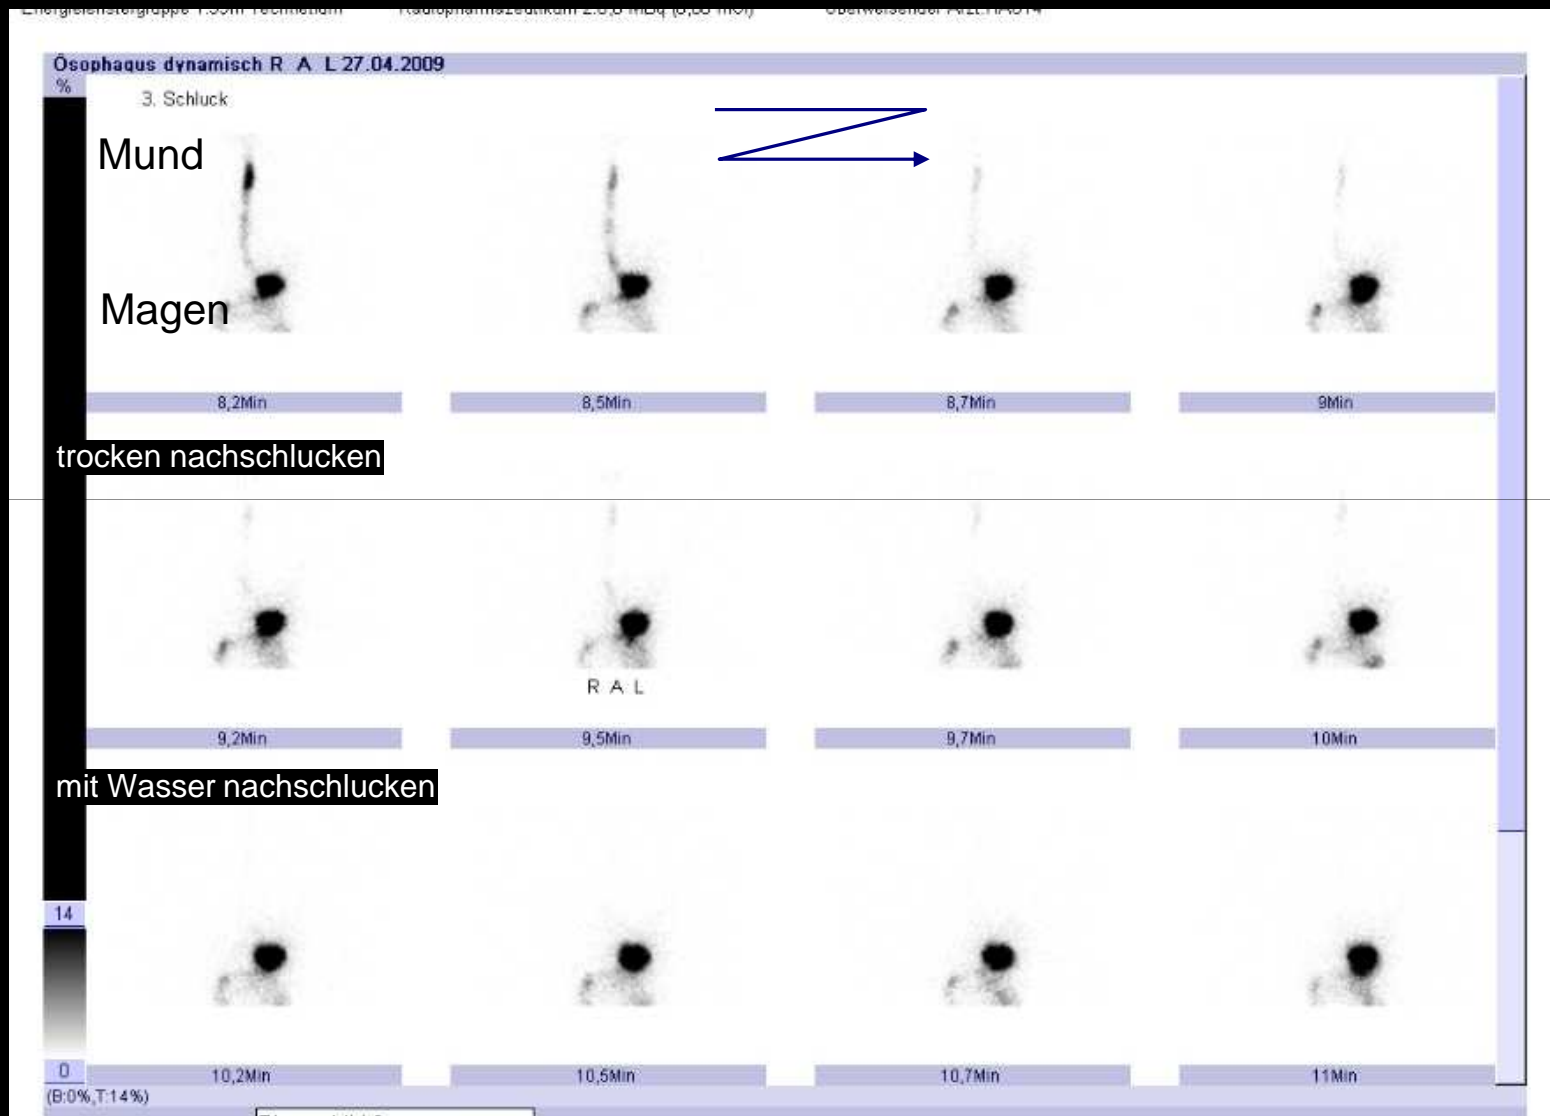 Ösophagus dynamisch R A L 27.04.2009
%
3. Schluck
Mund
Magen
8,2Min 8,5Min 8,7Min 9Min
trocken nachschlucken
R A L
9,2Min 9,5Min 9,7Min 10Min
mit Wasser nachschlucken
14
0
10,2Min 10,5Min 10,7Min 11Min
(B:0%,T:14%)